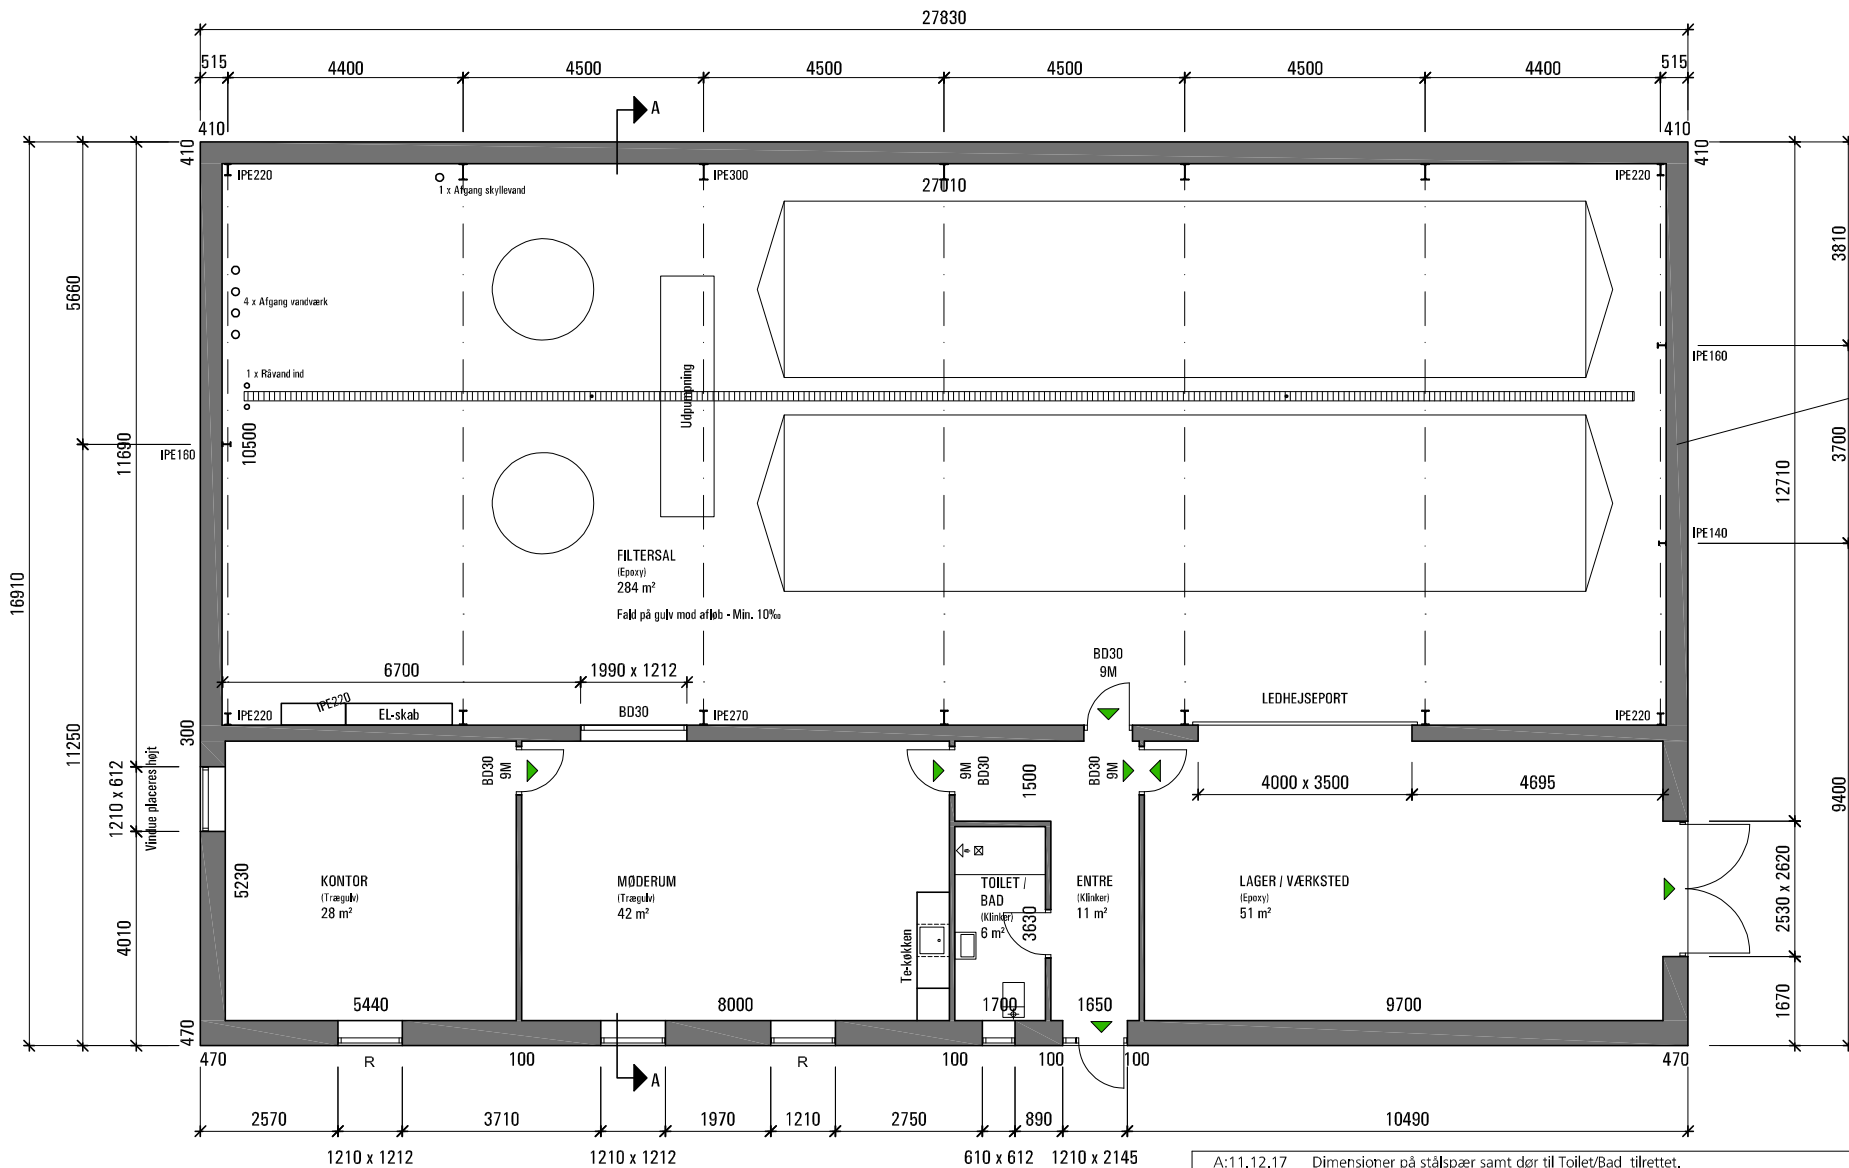 27830
515 4400 4500 4500 4500 4500 4400 515
A
410 410
410 410
IPE220 IPE300 IPE220
1 x Afgang skyllevand
27010
3810
5660
4 x Afgang vandværk
1 x Råvand ind
IPE160
Udpumpning
11690
10500
IPE160
3700
12710
IPE140
FILTERSAL
(Epoxy)
284 m²
Fald på gulv mod afløb - Min. 10‰
16910
6700 1990 x 1212
BD30
9M
LEDHEJSEPORT
IPE220
IPE220 EL-skab BD30 IPE270 IPE220
300
11250
1210 x 612
Vindue placeres højt
BD30
9M
9M
BD30
1500
BD30
9M
4000 x 3500 4695
9400
5230
KONTOR
(Trægulv)
28 m²
MØDERUM
(Trægulv)
42 m²
TOILET /
BAD
(Klinker)
6 m²
3630
ENTRE
(Klinker)
11 m²
LAGER / VÆRKSTED
(Epoxy)
51 m²
2530 x 2620
4010
Te-køkken
5440 8000 1700 1650 9700
1670
470
470 R 100 R 100 100 100 470
A
2570 3710 1970 1210 2750 890 10490
1210 x 1212 1210 x 1212 610 x 612 1210 x 2145
A:11.12.17 Dimensioner på stålspær samt dør til Toilet/Bad tilrettet.